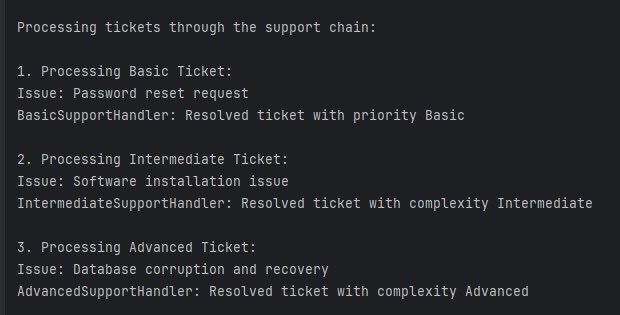 Processing tickets through the support chain:
1. Processing Basic Ticket:
Issue: Password reset request
BasicSupportHandler: Resolved ticket with priority Basic
2. Processing Intermediate Ticket:
Issue: Software installation issue
IntermediateSupportHandler: Resolved ticket with complexity Intermediate
3. Processing Advanced Ticket:
Issue: Database corruption and recovery
AdvancedSupportHandler: Resolved ticket with complexity Advanced